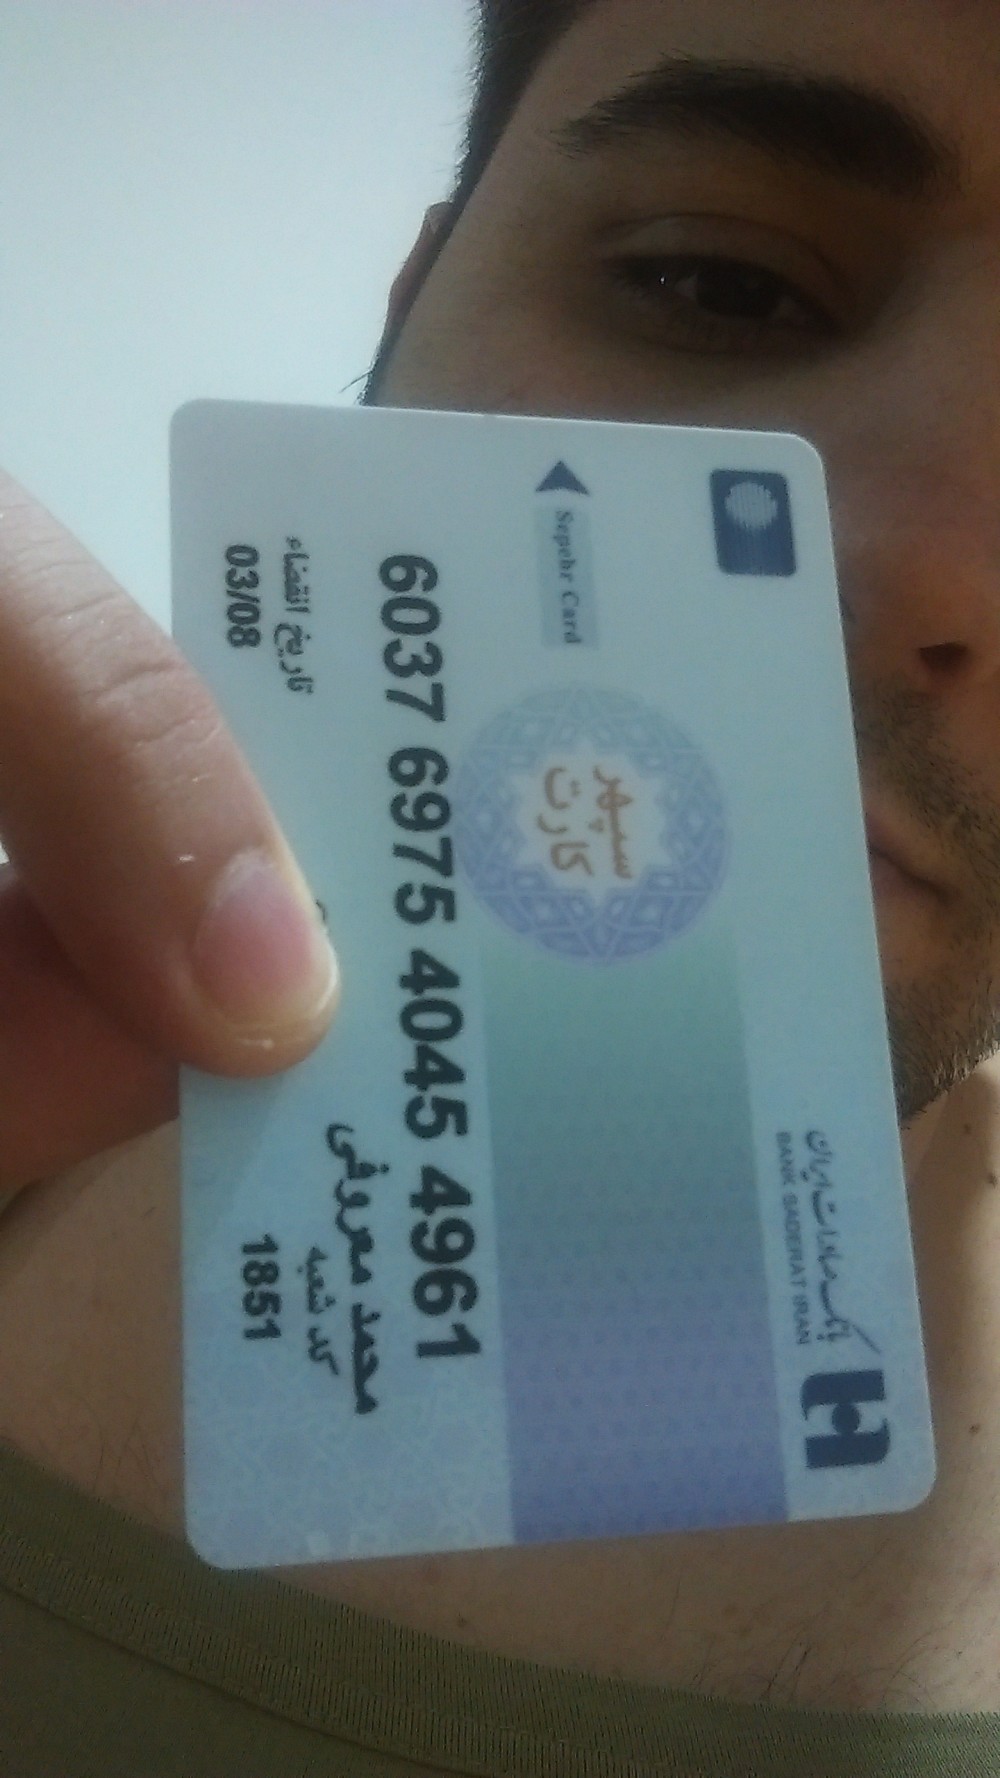 بانک صادرات ایران
BANK SADERAT IRAN
Sepehr Card
سپهر
کارت
6037 6975 4045 4961
محمد معروفی
تاریخ انقضاء
03/08
کد شعبه
1851